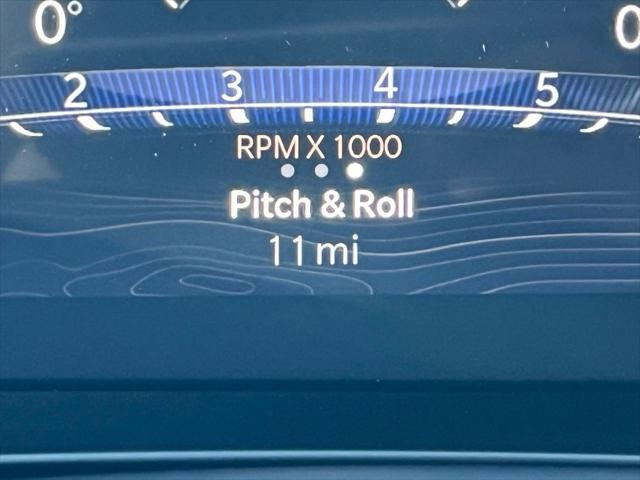 0° 0
2 3 4 5
RPM X 1000
Pitch & Roll
11 mi